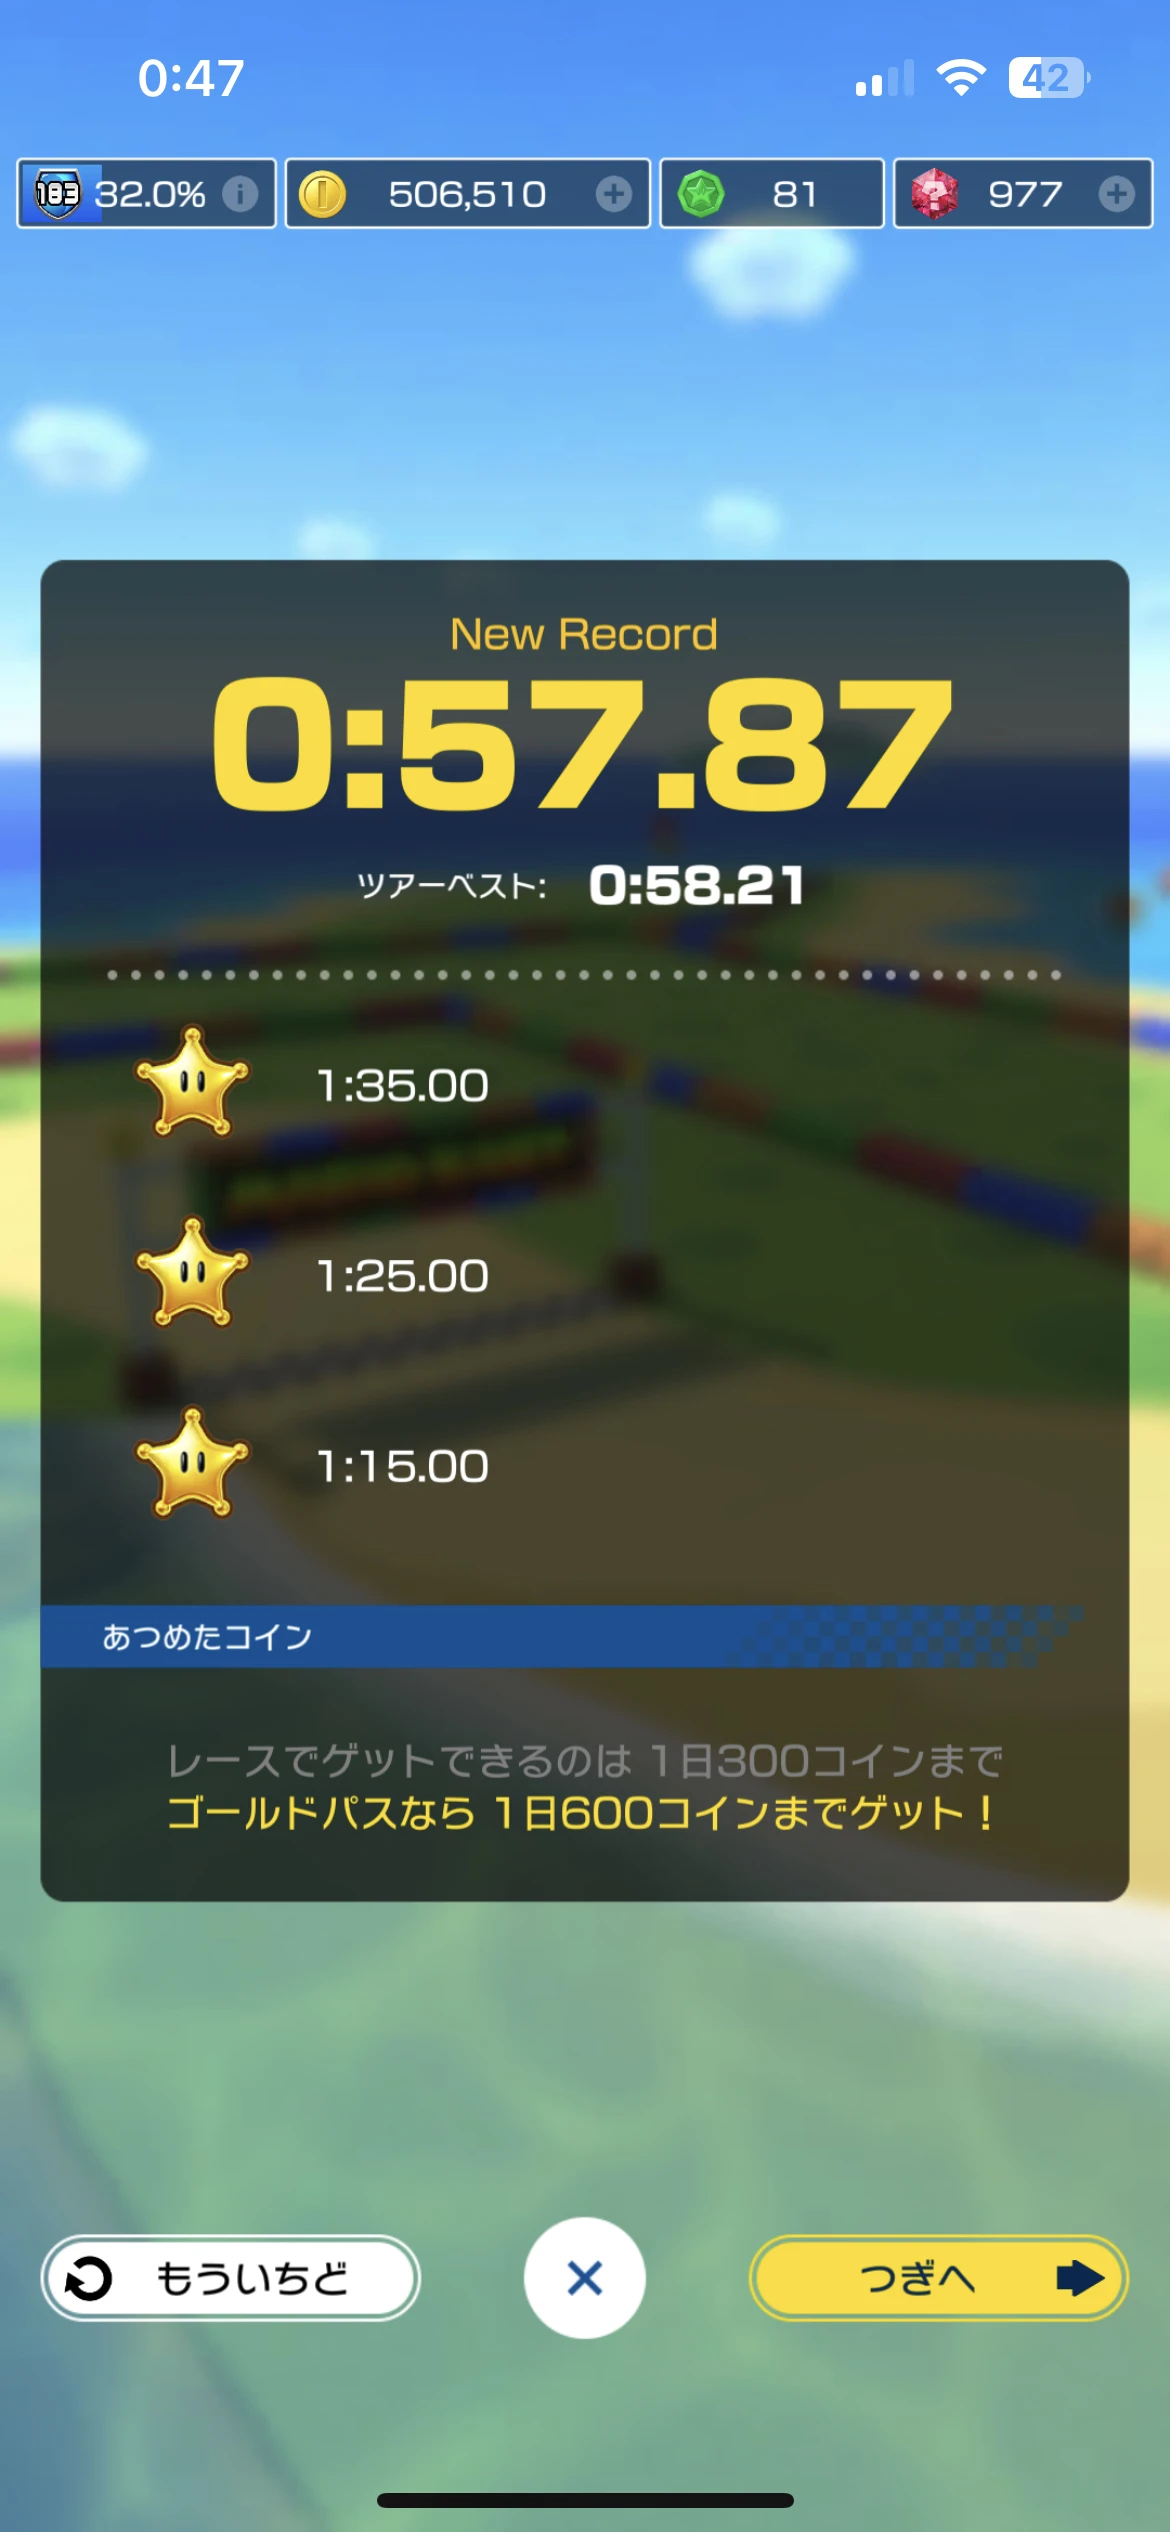 0:47
42
183 32.0% i 506,510 + 81 977 +
New Record
0:57.87
ツアーベスト: 0:58.21
1:35.00
1:25.00
1:15.00
あつめたコイン
レースでゲットできるのは 1日300コインまで
ゴールドパスなら 1日600コインまでゲット！
もういちど
×
つぎへ